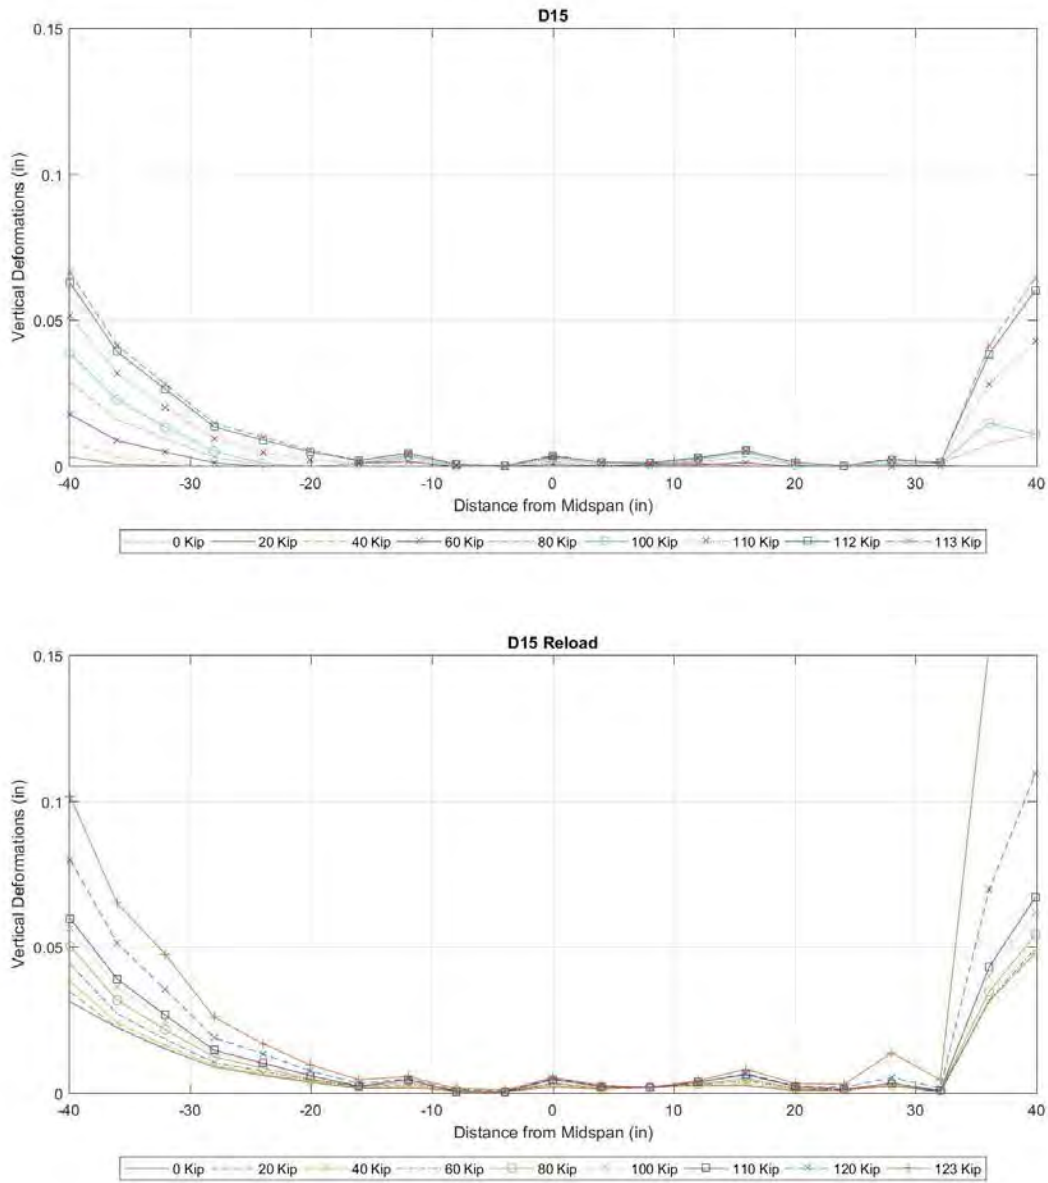 D15
0.15
0.1
0.05
0
Vertical Deformations (in)
-40 -30 -20 -10 0 10 20 30 40
Distance from Midspan (in)
0 Kip 20 Kip 40 Kip 60 Kip 80 Kip 100 Kip 110 Kip 112 Kip 113 Kip
D15 Reload
0.15
0.1
0.05
0
Vertical Deformations (in)
-40 -30 -20 -10 0 10 20 30 40
Distance from Midspan (in)
0 Kip 20 Kip 40 Kip 60 Kip 80 Kip 100 Kip 110 Kip 120 Kip 123 Kip